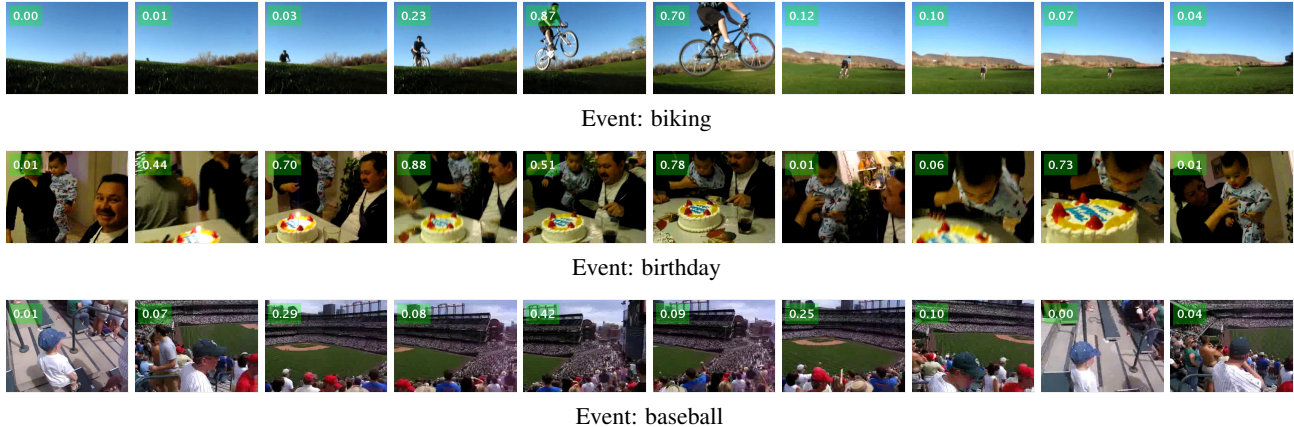 0.00 0.01 0.03 0.23 0.87 0.70 0.12 0.10 0.07 0.04
Event: biking
0.01 0.44 0.70 0.88 0.51 0.78 0.01 0.06 0.73 0.01
Event: birthday
0.01 0.07 0.29 0.08 0.42 0.09 0.25 0.10 0.00 0.04
Event: baseball